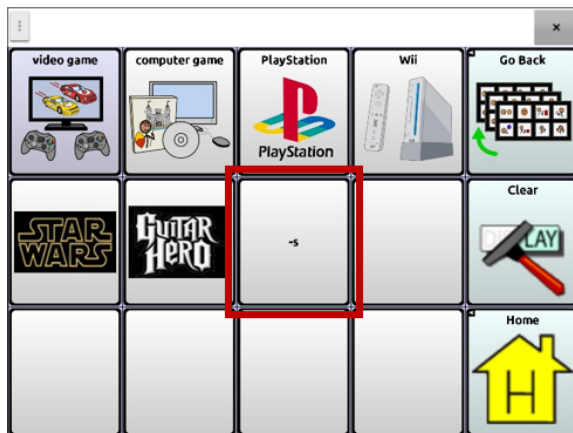 ×
video game
computer game
PlayStation
Wii
Go Back
PlayStation
STAR
WARS
GUITAR
HERO
-s
Clear
DISPLAY
Home
H